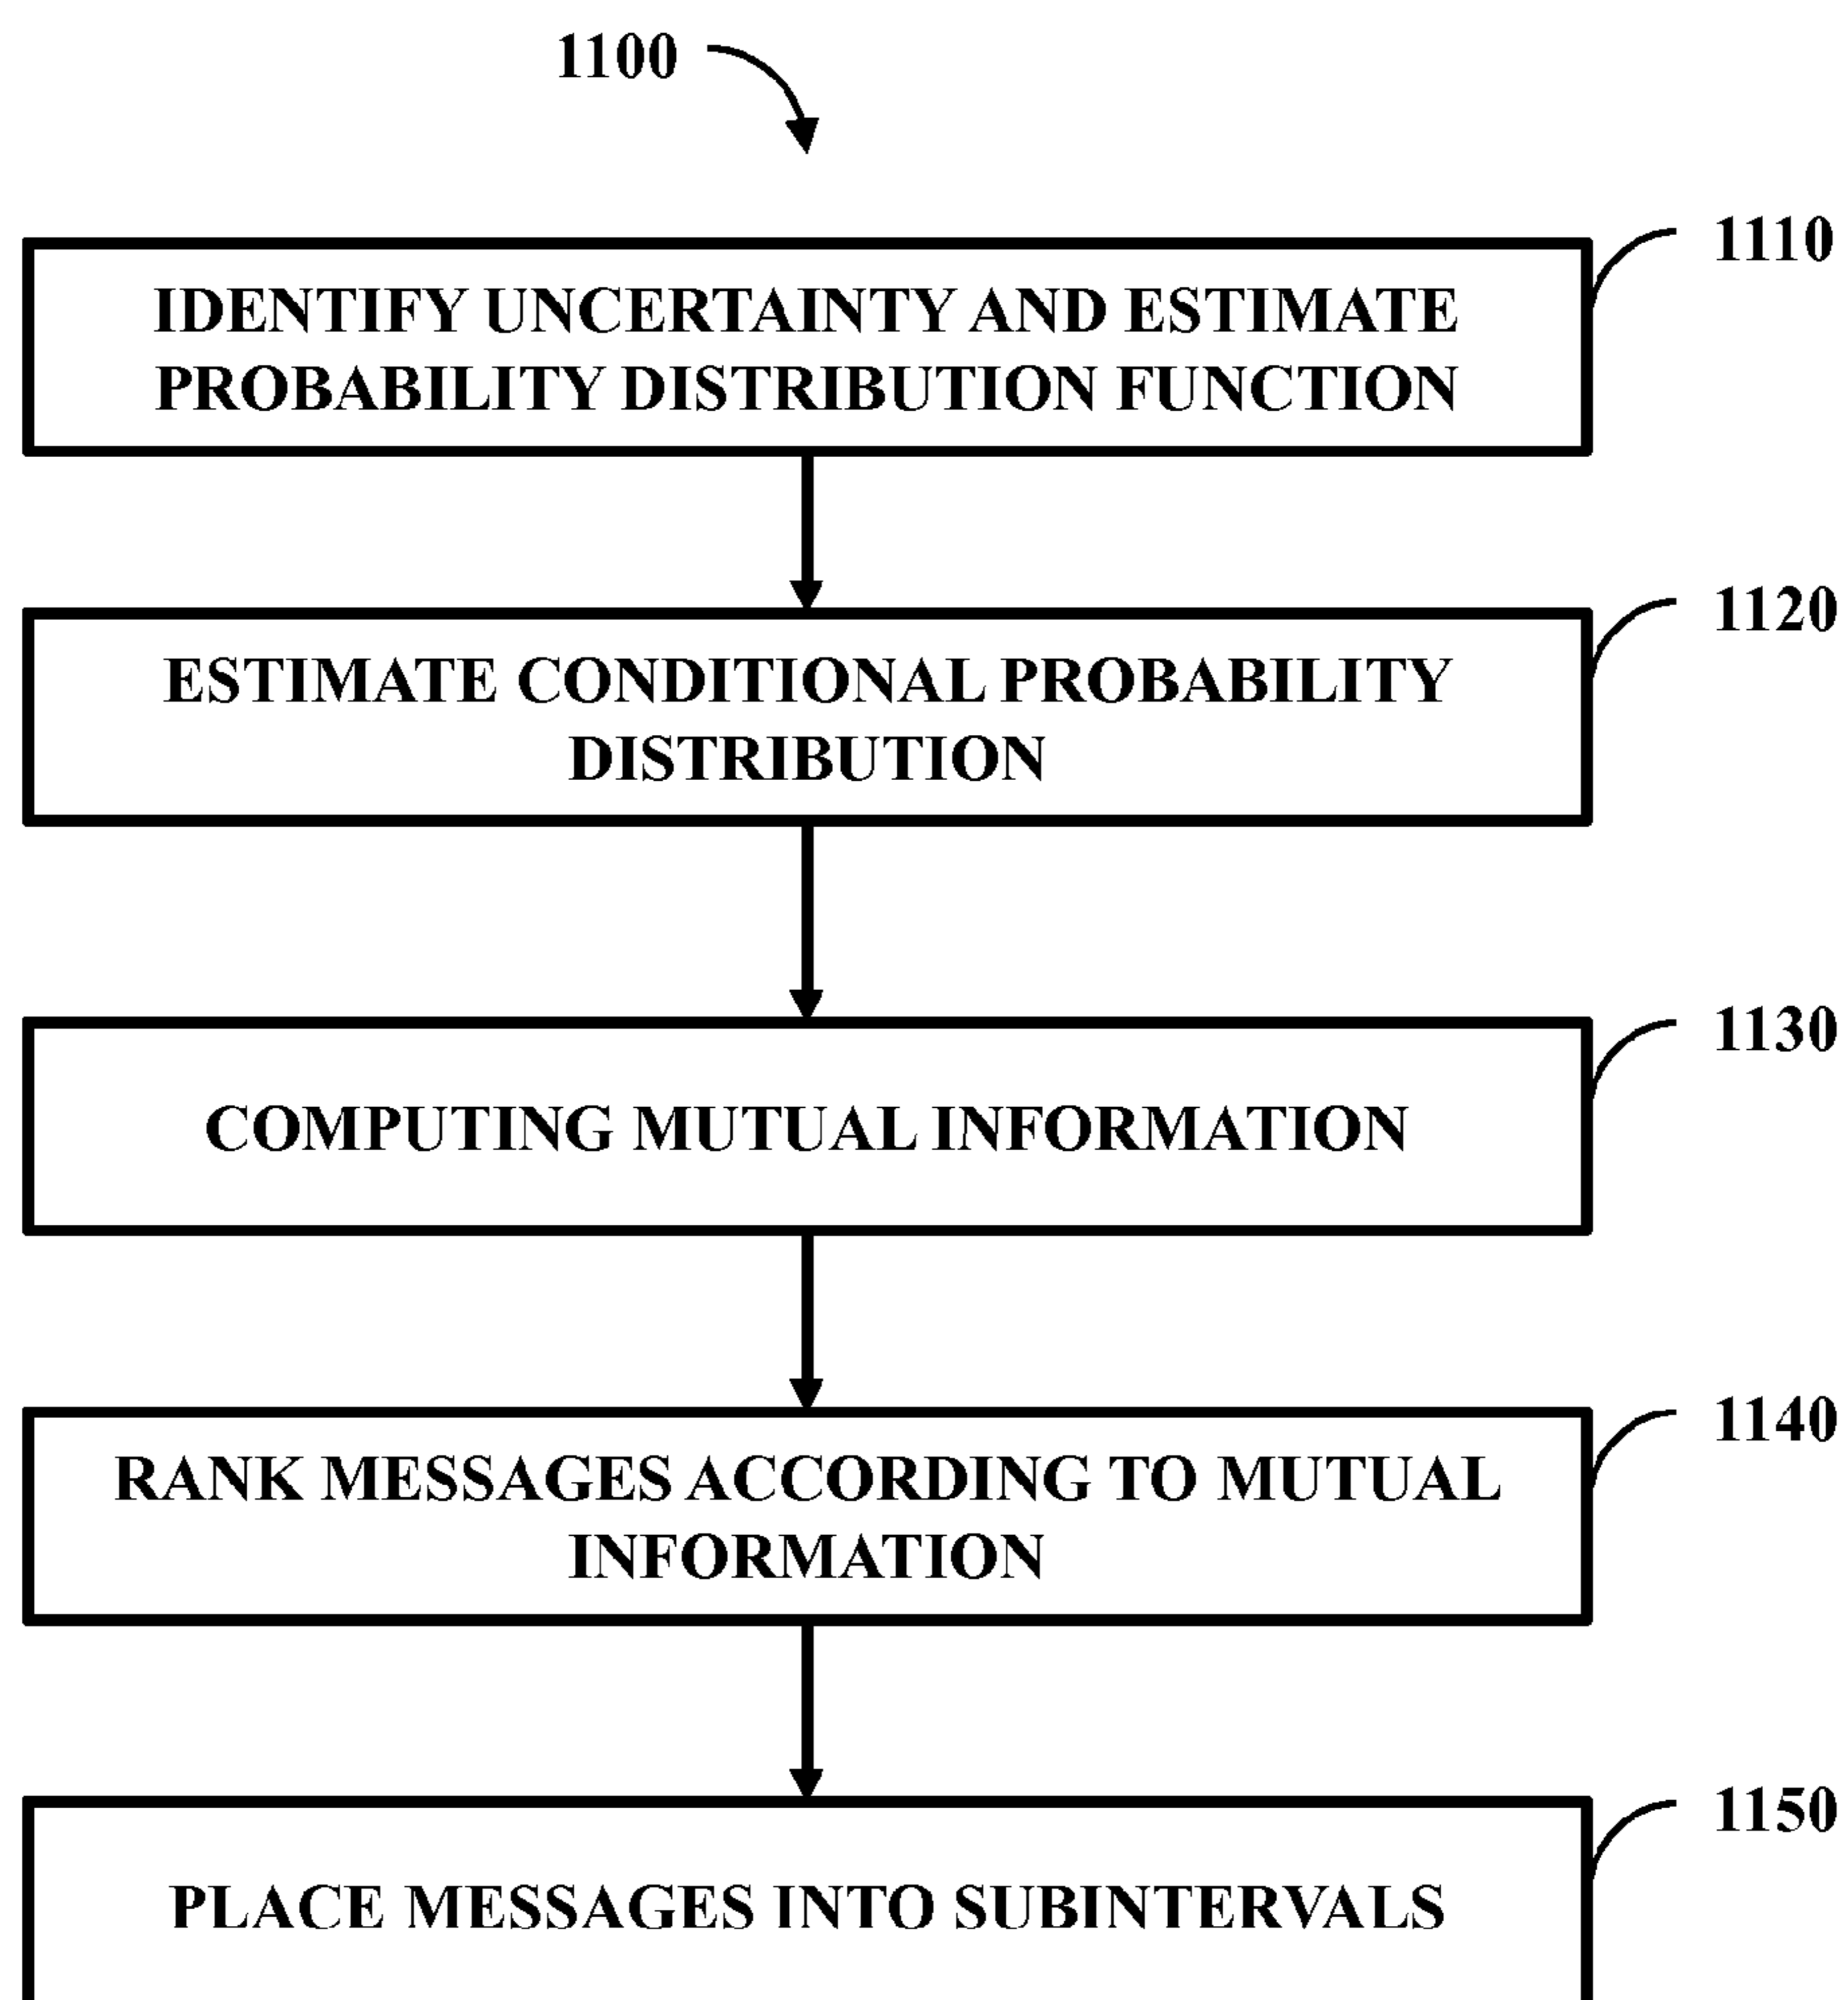 1100
1110
IDENTIFY UNCERTAINTY AND ESTIMATE
PROBABILITY DISTRIBUTION FUNCTION
1120
ESTIMATE CONDITIONAL PROBABILITY
DISTRIBUTION
1130
COMPUTING MUTUAL INFORMATION
1140
RANK MESSAGES ACCORDING TO MUTUAL
INFORMATION
1150
PLACE MESSAGES INTO SUBINTERVALS